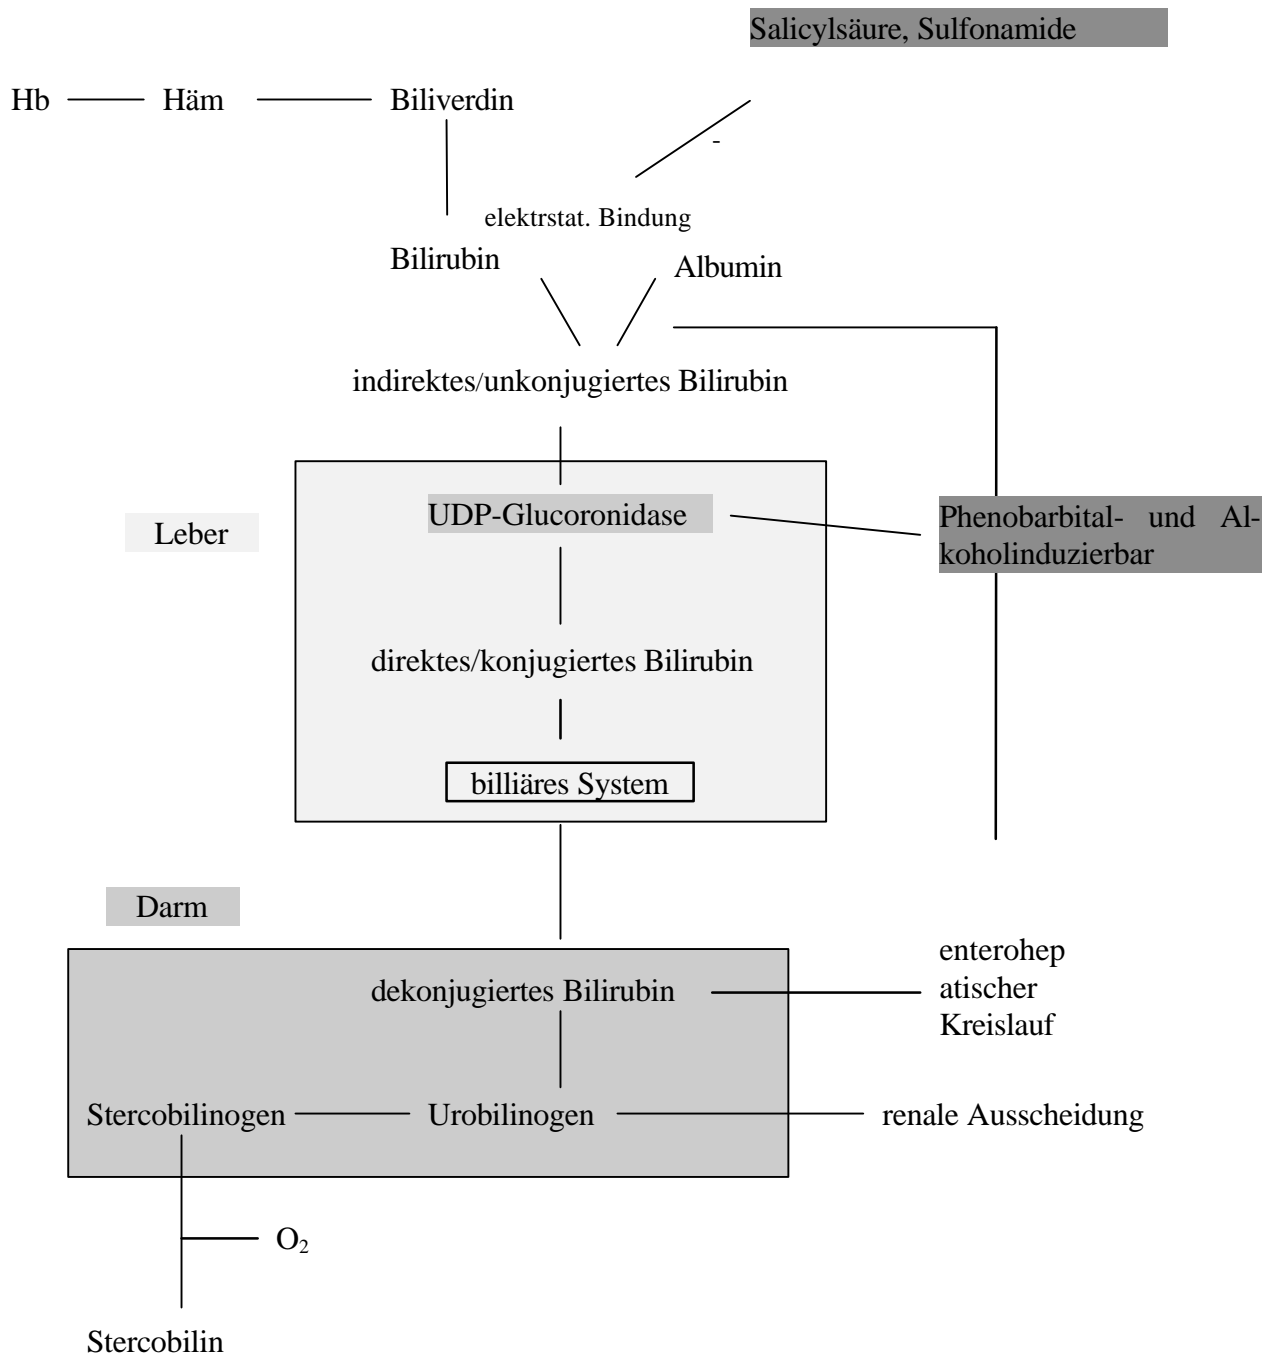 Salicylsäure, Sulfonamide
Hb Häm Biliverdin
-
elektrstat. Bindung
Bilirubin Albumin
indirektes/unkonjugiertes Bilirubin
Leber
UDP-Glucoronidase
Phenobarbital- und Al-
koholinduzierbar
direktes/konjugiertes Bilirubin
billiäres System
Darm
dekonjugiertes Bilirubin
enterohep
atischer
Kreislauf
Stercobilinogen Urobilinogen renale Ausscheidung
O₂
Stercobilin